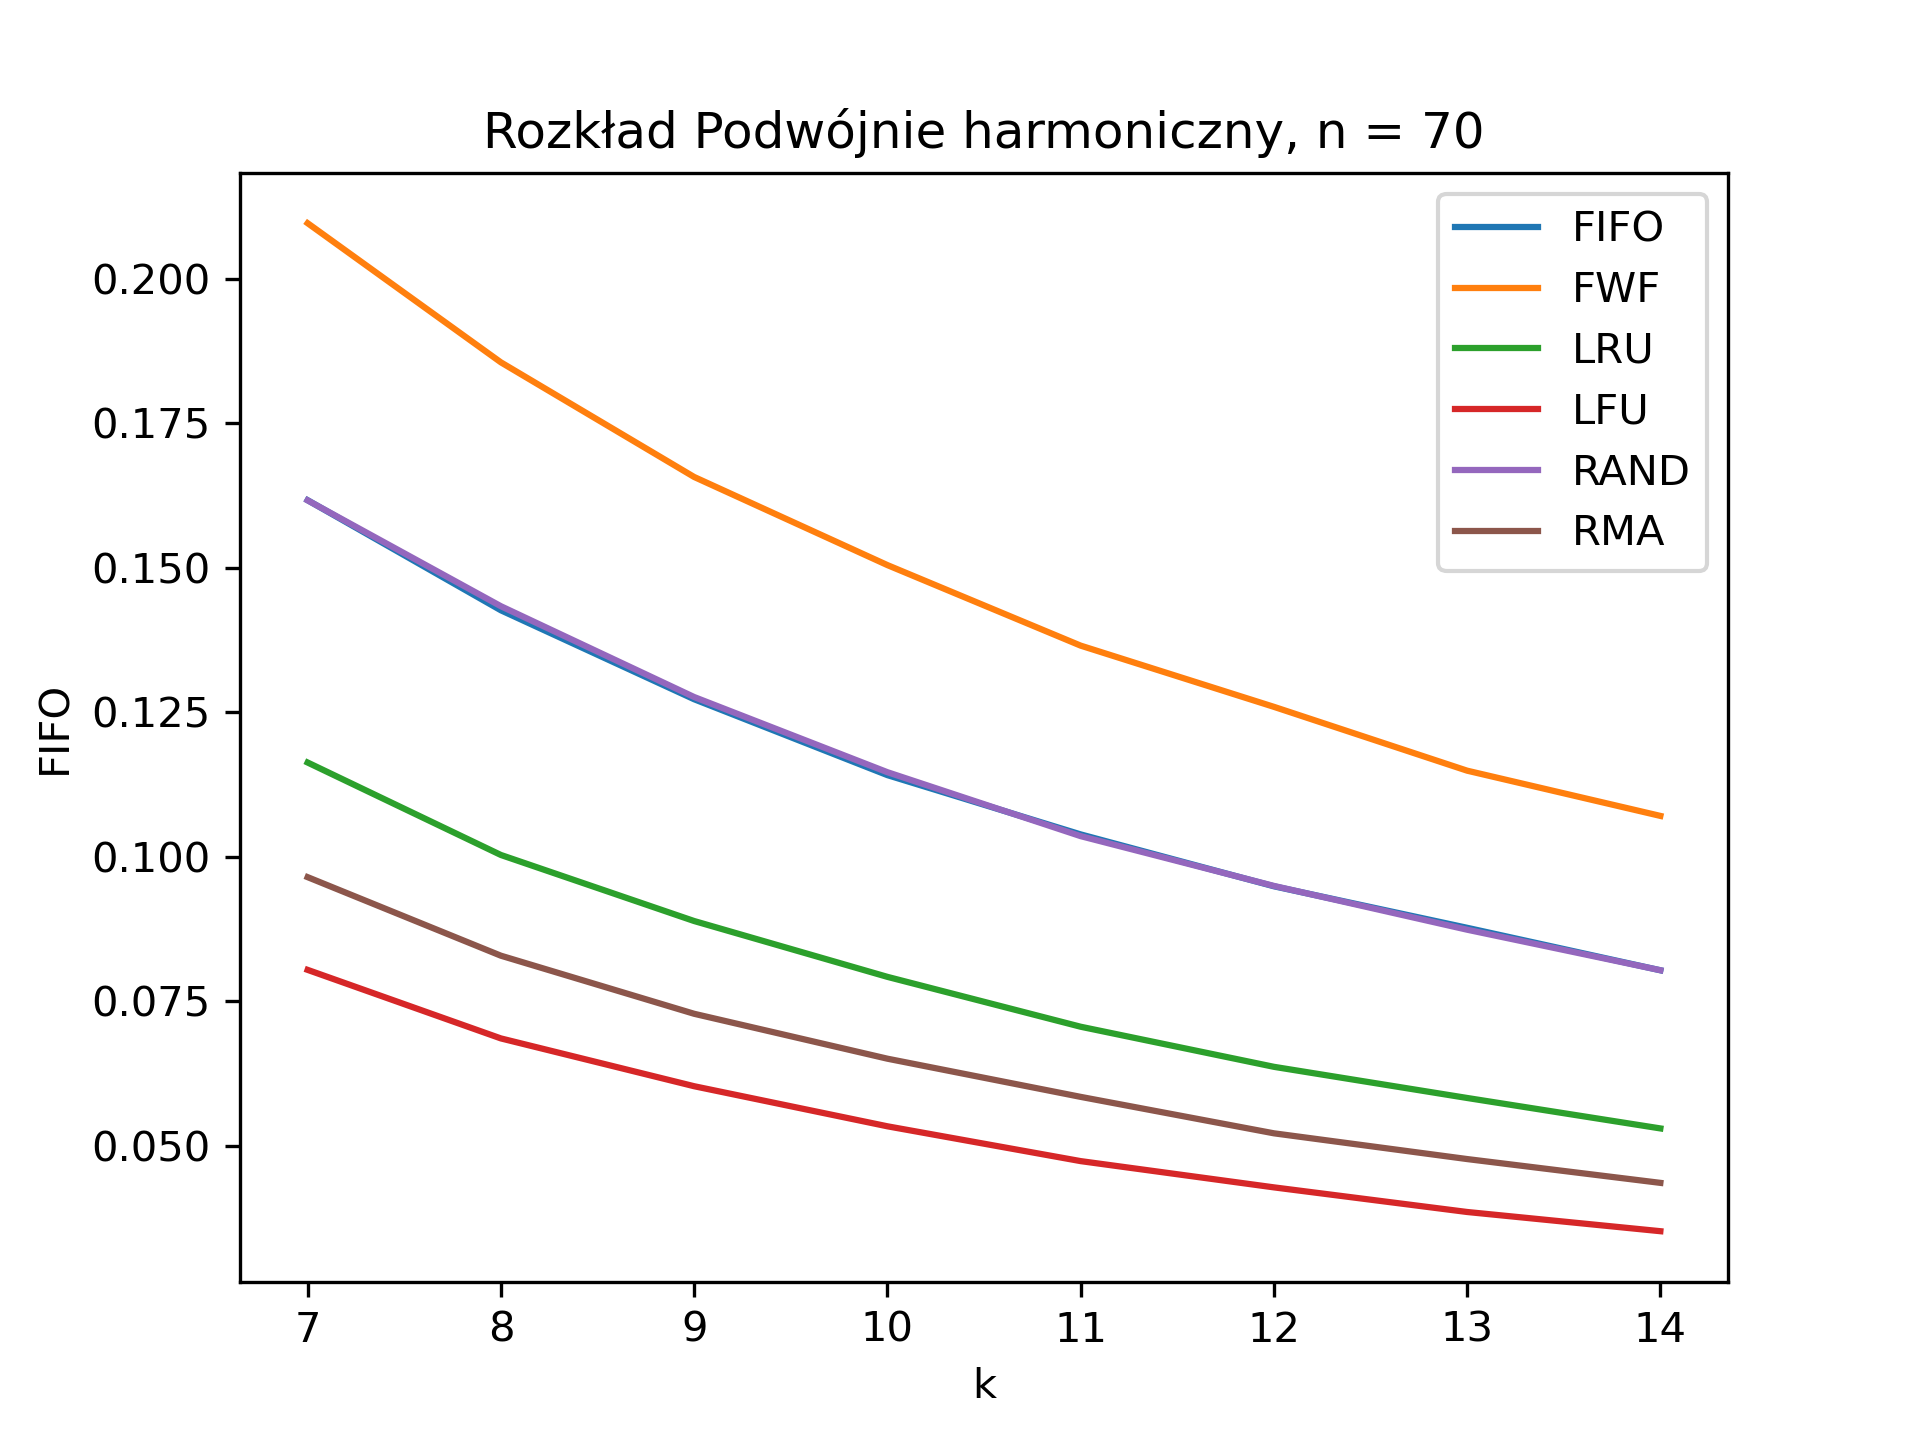 Rozkład Podwójnie harmoniczny, n = 70
FIFO
FWF
LRU
LFU
RAND
RMA
0.200
0.175
0.150
0.125
0.100
0.075
0.050
FIFO
7 8 9 10 11 12 13 14
k